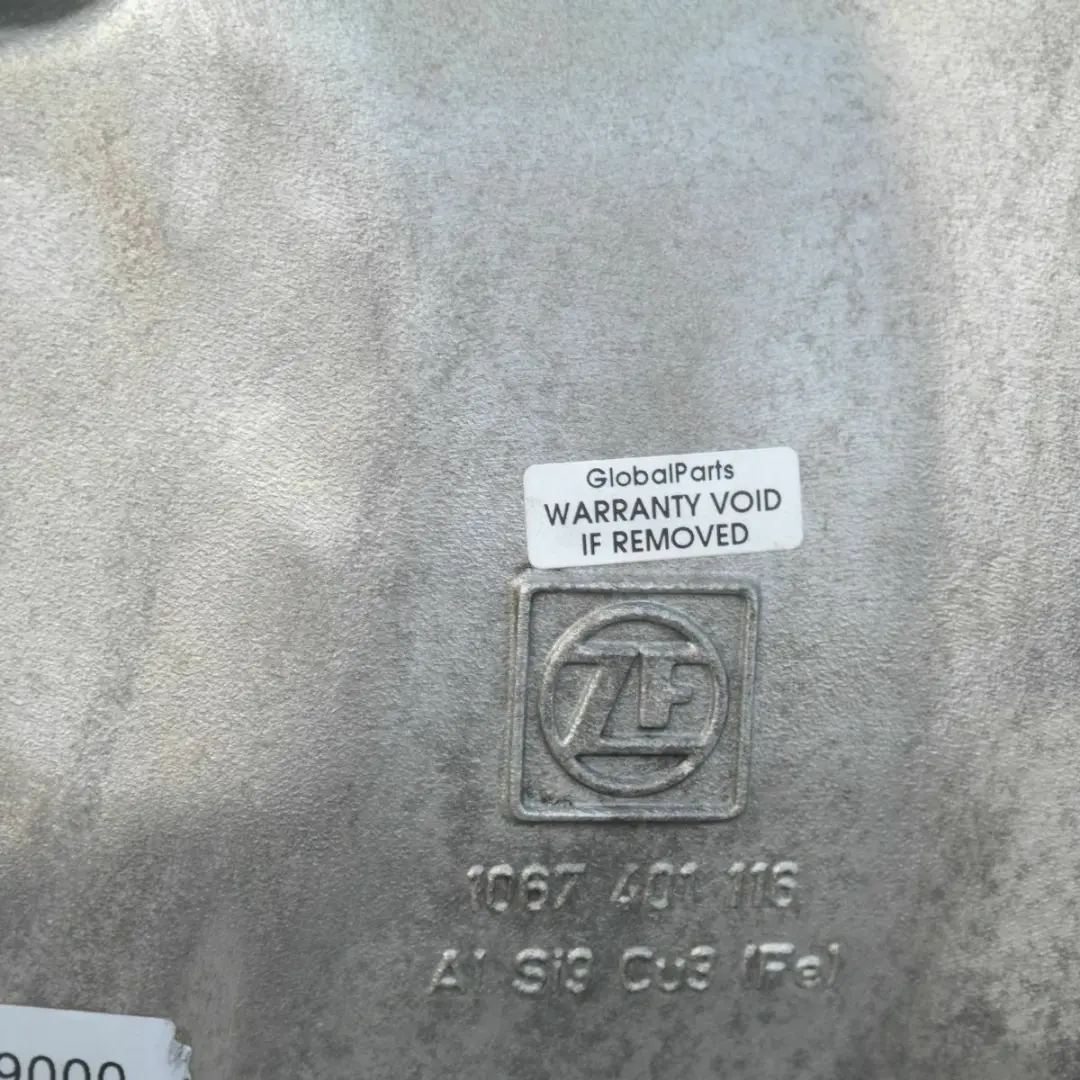 GlobalParts
WARRANTY VOID
IF REMOVED
ZF
1067 401 116
Al Si9 Cu3 (Fe)
9000